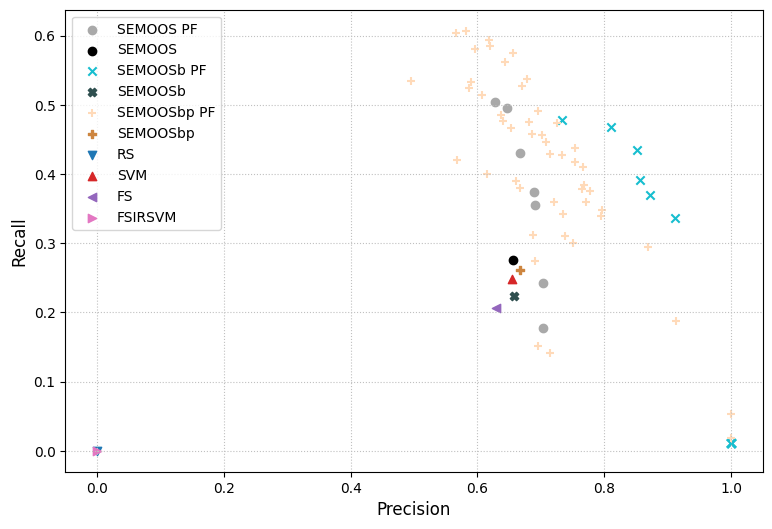 0.6
0.5
0.4
0.3
0.2
0.1
0.0
Recall
SEMOOS PF
SEMOOS
SEMOOSb PF
SEMOOSb
SEMOOSbp PF
SEMOOSbp
RS
SVM
FS
FSIRSVM
0.0 0.2 0.4 0.6 0.8 1.0
Precision